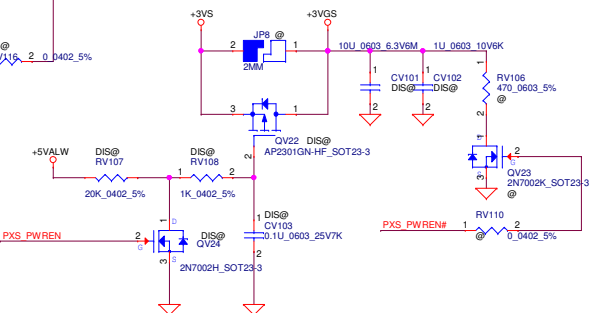 +3VS
+3VGS
JP8 @
2 1
2MM
@
V116 2 0_0402_5%
10U_0603_6.3V6M 1U_0603_10V6K
1 1 1
CV101 CV102
DIS@ DIS@
2 2
RV106
470_0603_5%
@
2
3 1
QV22 DIS@
AP2301GN-HF_SOT23-3
2
+5VALW
DIS@ DIS@
RV107 RV108
1 2
20K_0402_5% 1K_0402_5%
D
1
QV23
2N7002K_SOT23-3
@
G
S
3
DIS@
CV103
0.1U_0603_25V7K
1
2
PXS_PWREN 2
G
D
1
QV24 DIS@
S
3
2N7002H_SOT23-3
RV110
PXS_PWREN# 1 2
@ 0_0402_5%